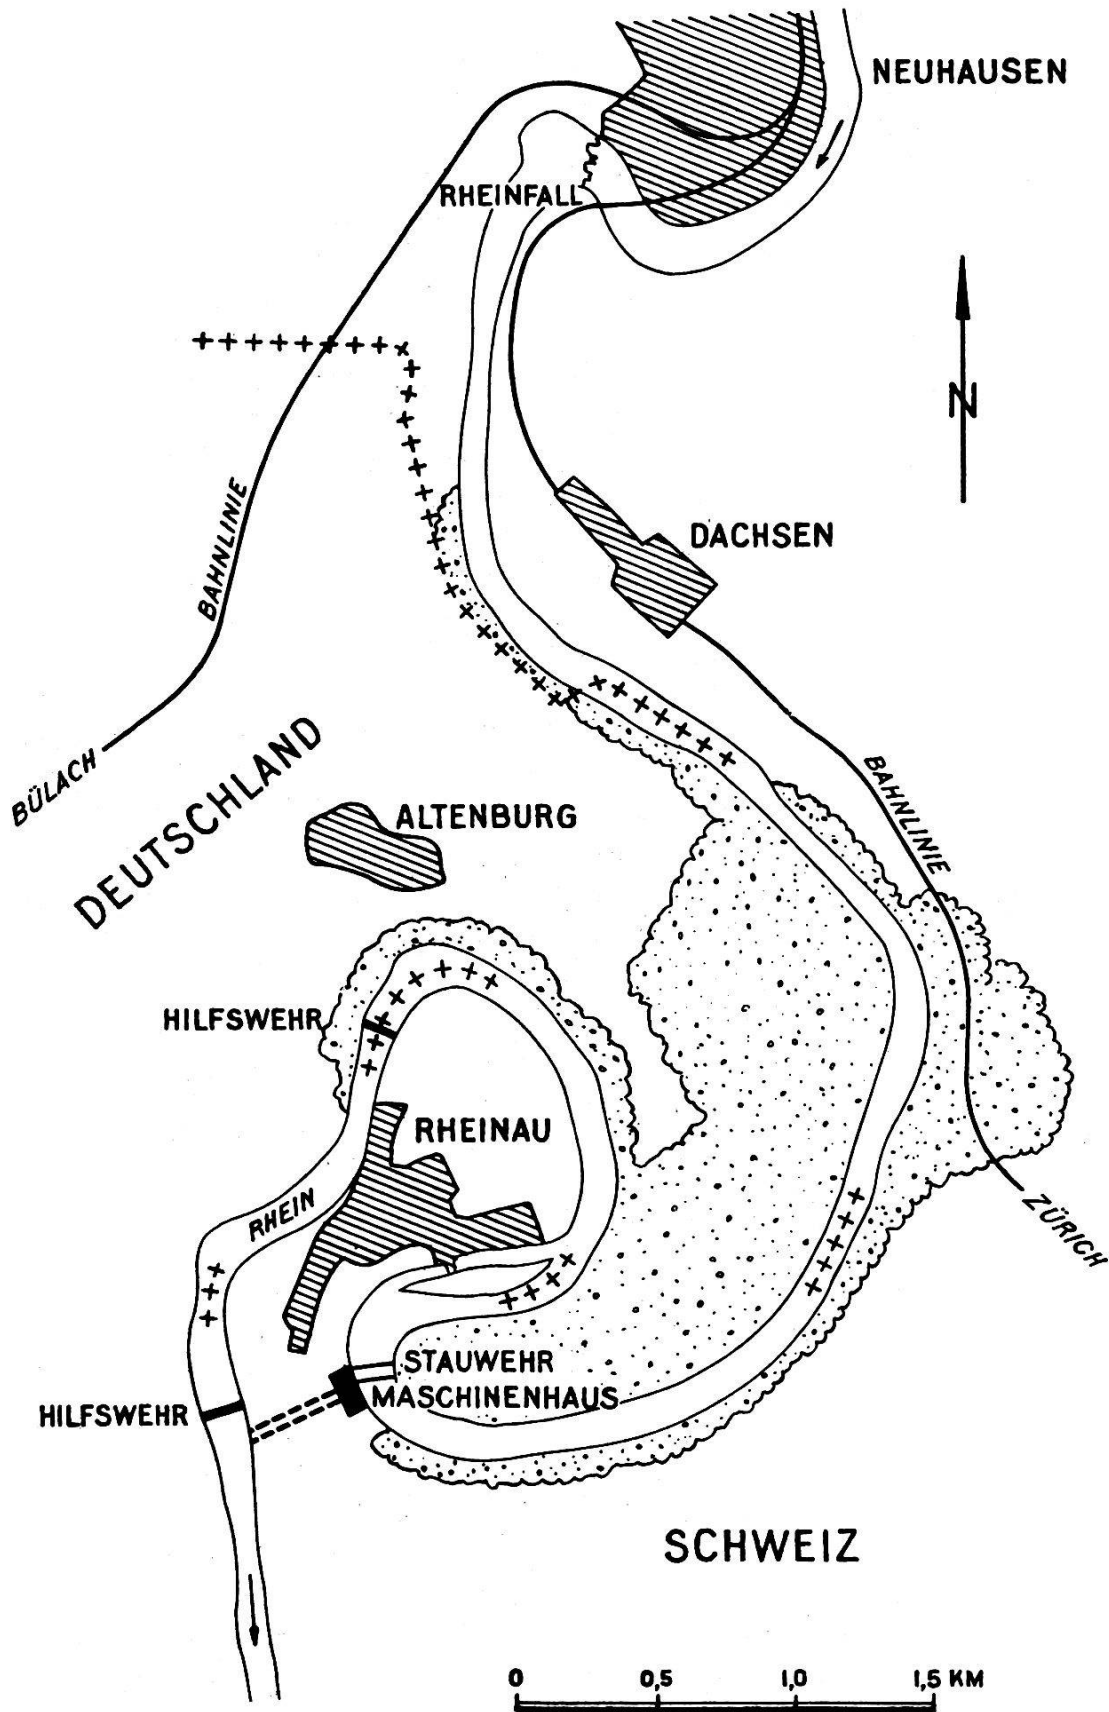 NEUHAUSEN
RHEINFALL
N
BAHNLINIE
DACHSEN
BÜLACH
DEUTSCHLAND
BAHNLINIE
ALTENBURG
HILFSWEHR
RHEINAU
RHEIN
ZÜRICH
STAUWEHR
HILFSWEHR
MASCHINENHAUS
SCHWEIZ
0 0,5 1,0 1,5 KM